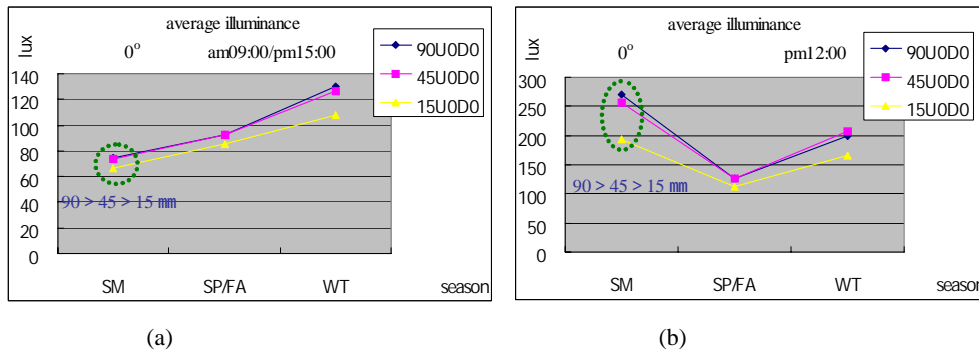 average illuminance
lux
0°
am09:00/pm15:00
90U0D0
45U0D0
15U0D0
140
120
100
80
60
40
20
0
90 > 45 > 15 mm
SM
SP/FA
WT
season
(a)
average illuminance
lux
0°
pm12:00
90U0D0
45U0D0
15U0D0
300
250
200
150
100
50
0
90 > 45 > 15 mm
SM
SP/FA
WT
season
(b)